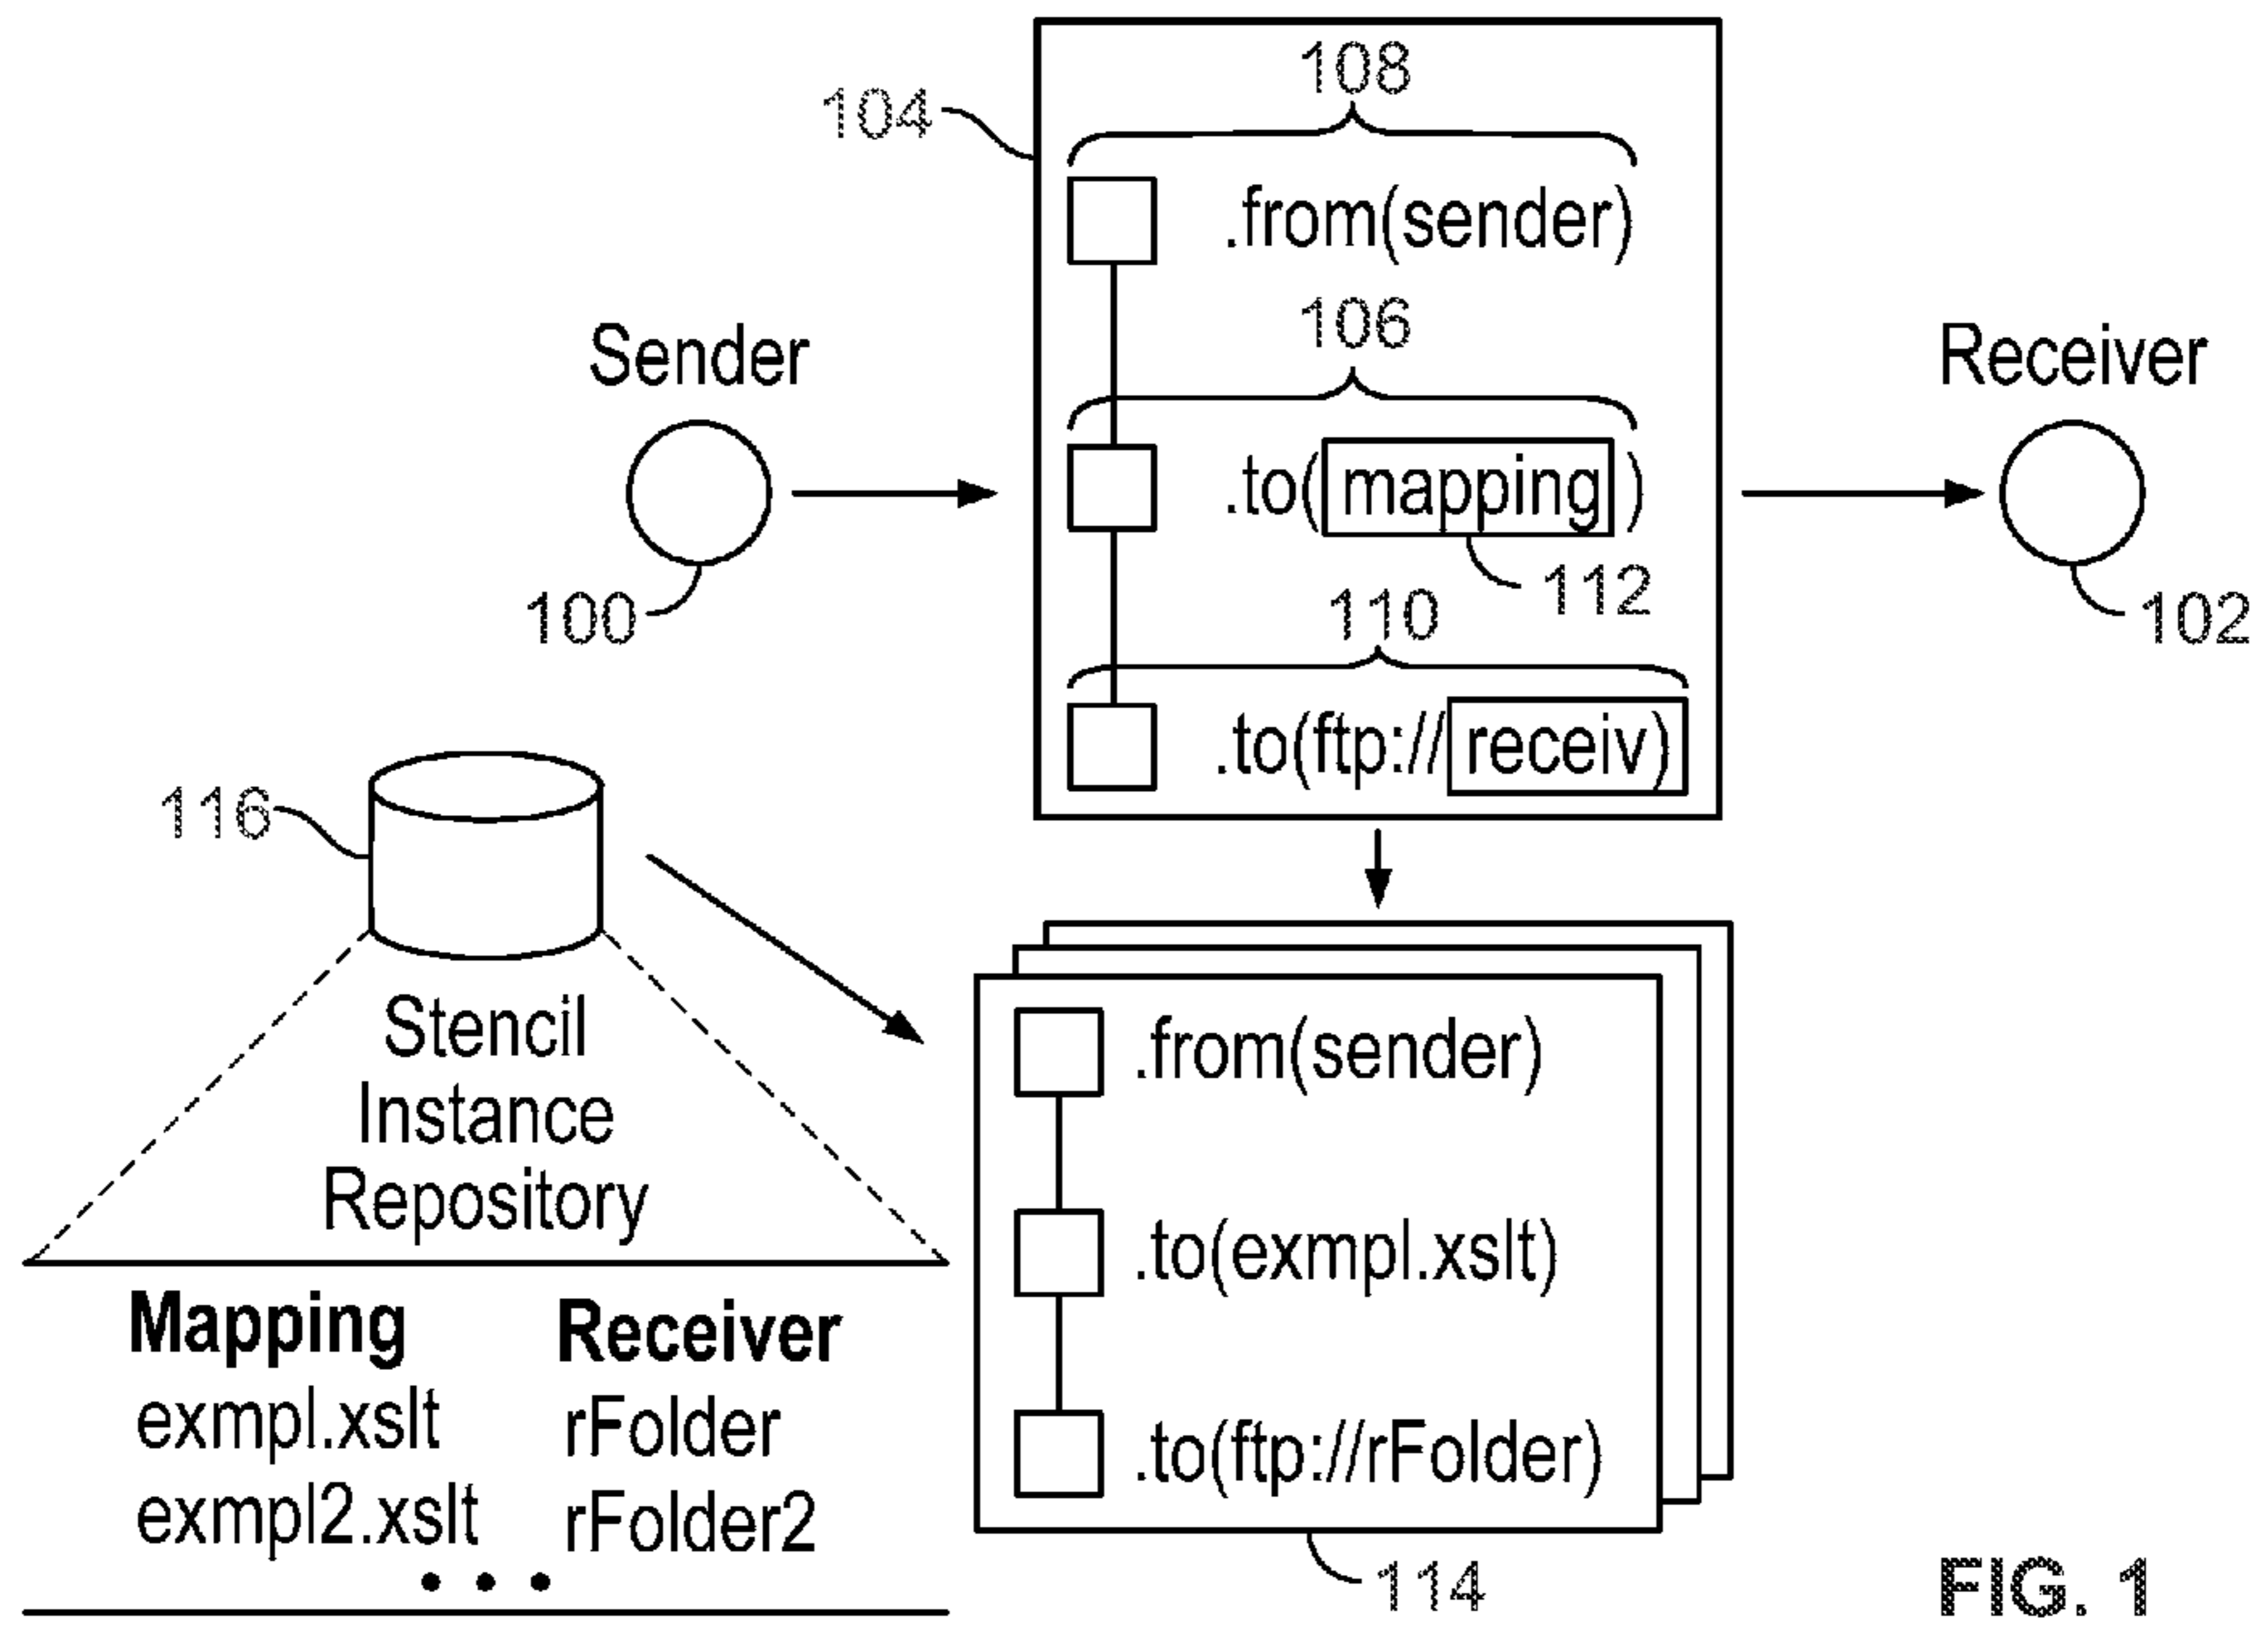 108
104
.from(sender)
106
Sender
Receiver
.to( mapping )
112
100
110
102
.to(ftp:// receiv)
116
Stencil
Instance
Repository
.from(sender)
.to(exmpl.xslt)
.to(ftp://rFolder)
Mapping Receiver
exmpl.xslt rFolder
exmpl2.xslt rFolder2
• • •
114
FIG. 1